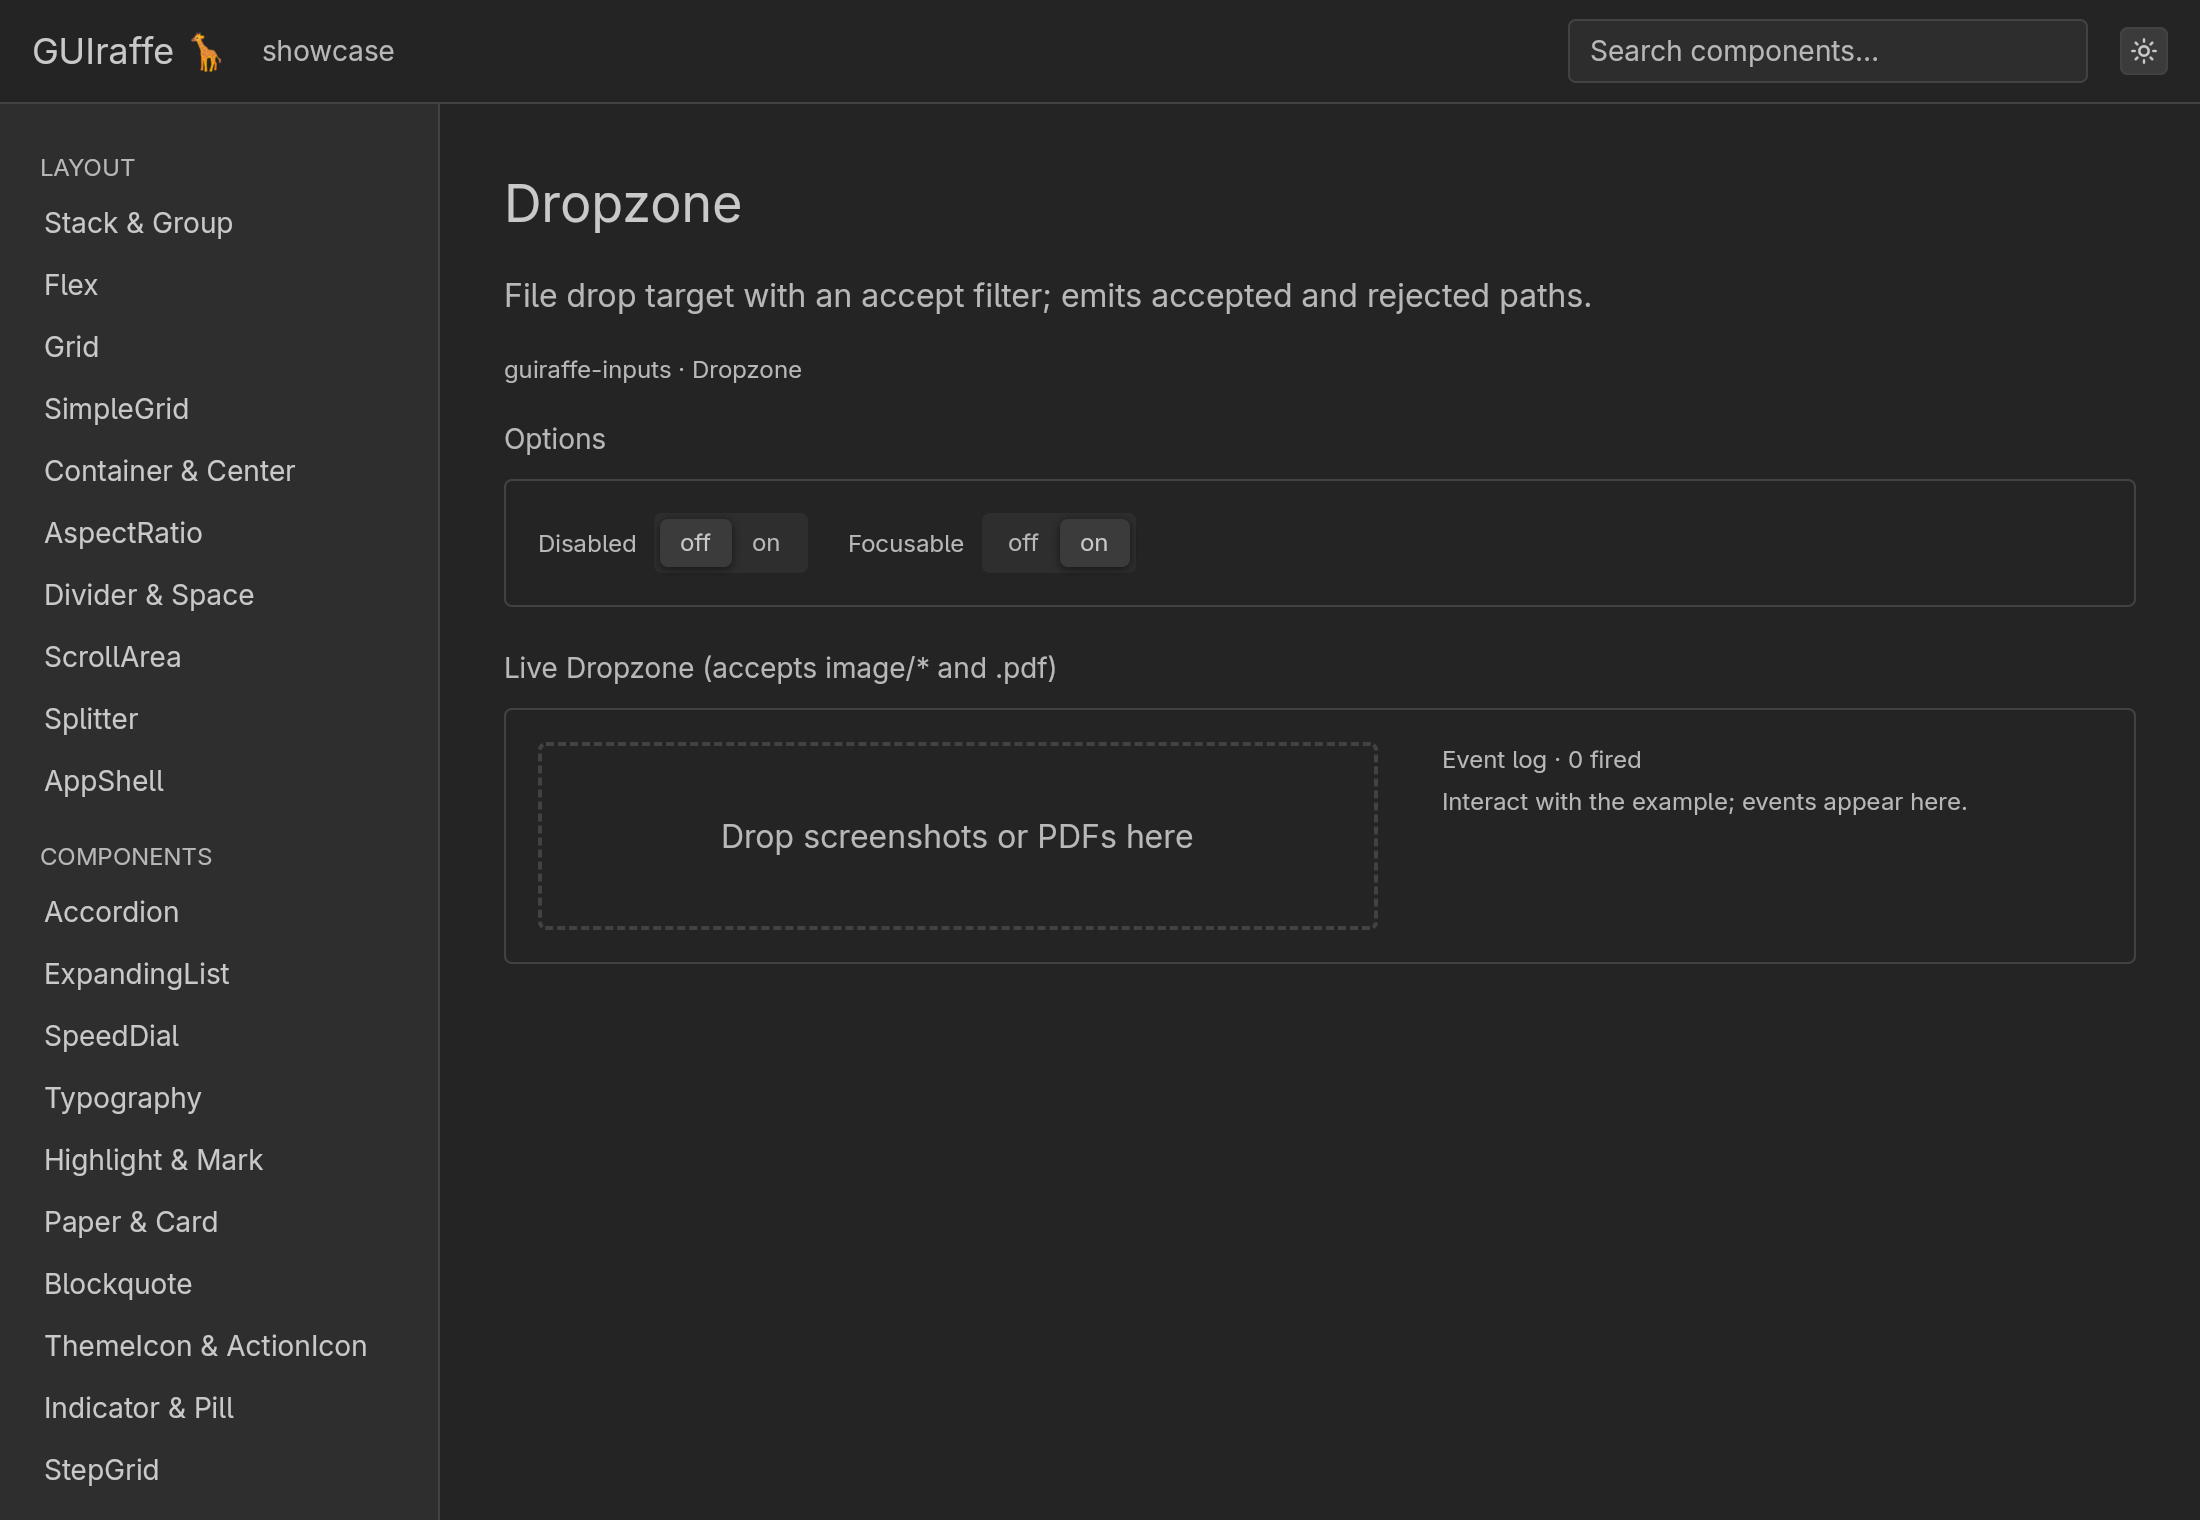 GUIraffe 🦒 showcase
Search components...
LAYOUT
Stack & Group
Flex
Grid
SimpleGrid
Container & Center
AspectRatio
Divider & Space
ScrollArea
Splitter
AppShell
COMPONENTS
Accordion
ExpandingList
SpeedDial
Typography
Highlight & Mark
Paper & Card
Blockquote
ThemeIcon & ActionIcon
Indicator & Pill
StepGrid
Dropzone
File drop target with an accept filter; emits accepted and rejected paths.
guiraffe-inputs · Dropzone
Options
Disabled off on Focusable off on
Live Dropzone (accepts image/* and .pdf)
Drop screenshots or PDFs here
Event log · 0 fired
Interact with the example; events appear here.